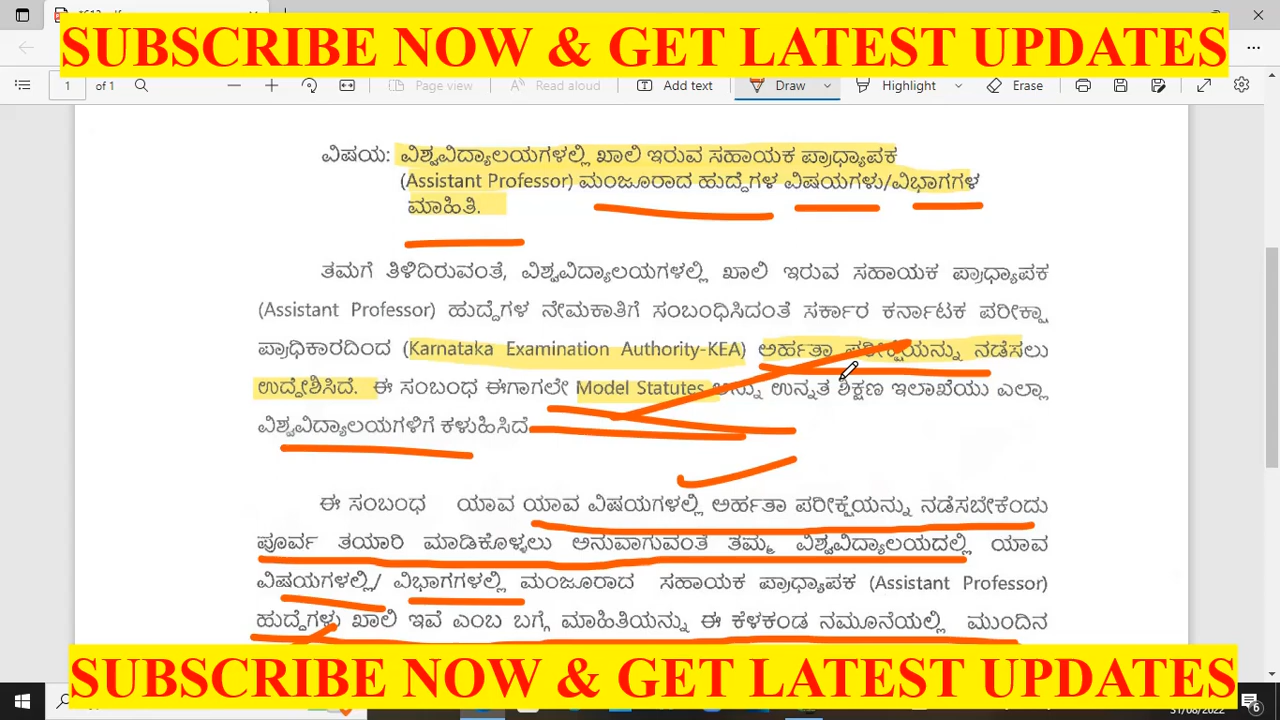 SUBSCRIBE NOW & GET LATEST UPDATES
1 of 1 Page view Read aloud Add text Draw Highlight Erase
ವಿಷಯ: ವಿಶ್ವವಿದ್ಯಾಲಯಗಳಲ್ಲಿ ಖಾಲಿ ಇರುವ ಸಹಾಯಕ ಪ್ರಾಧ್ಯಾಪಕ
(Assistant Professor) ಮಂಜೂರಾದ ಹುದ್ದೆಗಳ ವಿಷಯಗಳು/ವಿಭಾಗಗಳ
ಮಾಹಿತಿ.
ತಮಗೆ ತಿಳಿದಿರುವಂತೆ, ವಿಶ್ವವಿದ್ಯಾಲಯಗಳಲ್ಲಿ ಖಾಲಿ ಇರುವ ಸಹಾಯಕ ಪ್ರಾಧ್ಯಾಪಕ
(Assistant Professor) ಹುದ್ದೆಗಳ ನೇಮಕಾತಿಗೆ ಸಂಬಂಧಿಸಿದಂತೆ ಸರ್ಕಾರ ಕರ್ನಾಟಕ ಪರೀಕ್ಷಾ
ಪ್ರಾಧಿಕಾರದಿಂದ (Karnataka Examination Authority-KEA) ಅರ್ಹತಾ ಪರೀಕ್ಷೆಯನ್ನು ನಡೆಸಲು
ಉದ್ದೇಶಿಸಿದೆ. ಈ ಸಂಬಂಧ ಈಗಾಗಲೇ Model Statutes ಅನ್ನು ಉನ್ನತ ಶಿಕ್ಷಣ ಇಲಾಖೆಯು ಎಲ್ಲಾ
ವಿಶ್ವವಿದ್ಯಾಲಯಗಳಿಗೆ ಕಳುಹಿಸಿದೆ
ಈ ಸಂಬಂಧ ಯಾವ ಯಾವ ವಿಷಯಗಳಲ್ಲಿ ಅರ್ಹತಾ ಪರೀಕ್ಷೆಯನ್ನು ನಡೆಸಬೇಕೆಂದು
ಪೂರ್ವ ತಯಾರಿ ಮಾಡಿಕೊಳ್ಳಲು ಅನುವಾಗುವಂತೆ ತಮ್ಮ ವಿಶ್ವವಿದ್ಯಾಲಯದಲ್ಲಿ ಯಾವ
ವಿಷಯಗಳಲ್ಲಿ/ ವಿಭಾಗಗಳಲ್ಲಿ ಮಂಜೂರಾದ ಸಹಾಯಕ ಪ್ರಾಧ್ಯಾಪಕ (Assistant Professor)
ಹುದ್ದೆಗಳು ಖಾಲಿ ಇವೆ ಎಂಬ ಬಗ್ಗೆ ಮಾಹಿತಿಯನ್ನು ಈ ಕೆಳಕಂಡ ನಮೂನೆಯಲ್ಲಿ ಮುಂದಿನ
SUBSCRIBE NOW & GET LATEST UPDATES
31/08/2022 6